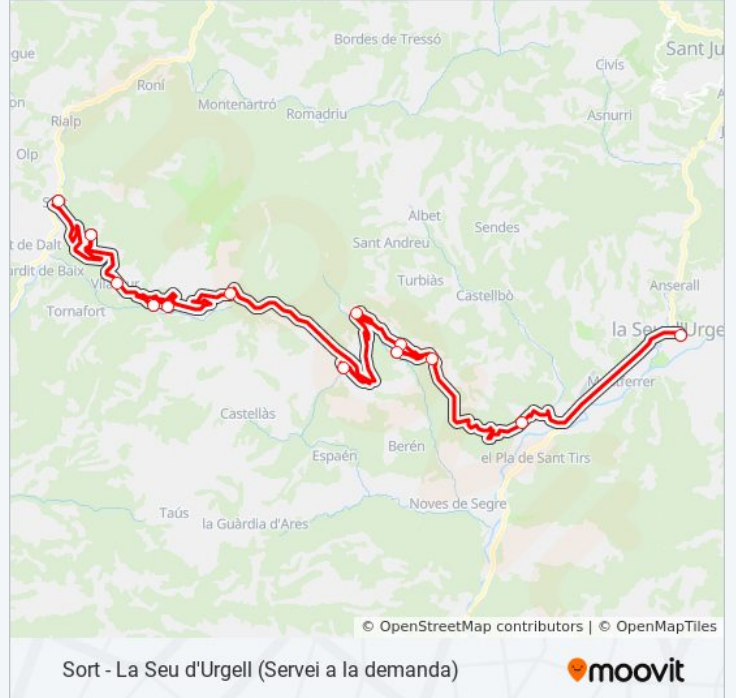 Bordes de Tressó
Sant Ju
gue
Civís
Roní
on
Montenartró
Romadriu
Asnurri
Rialp
Olp
Albet
Sendes
t de Dalt
Sant Andreu
ardit de Baix
Turbiàs
Anserall
Castellbò
Tornafort
la Seu d'Urge
Castellàs
Berén
Espaén
el Pla de Sant Tirs
Noves de Segre
Taús
la Guàrdia d'Ares
© OpenStreetMap contributors | © OpenMapTiles
Sort - La Seu d'Urgell (Servei a la demanda)
moovit